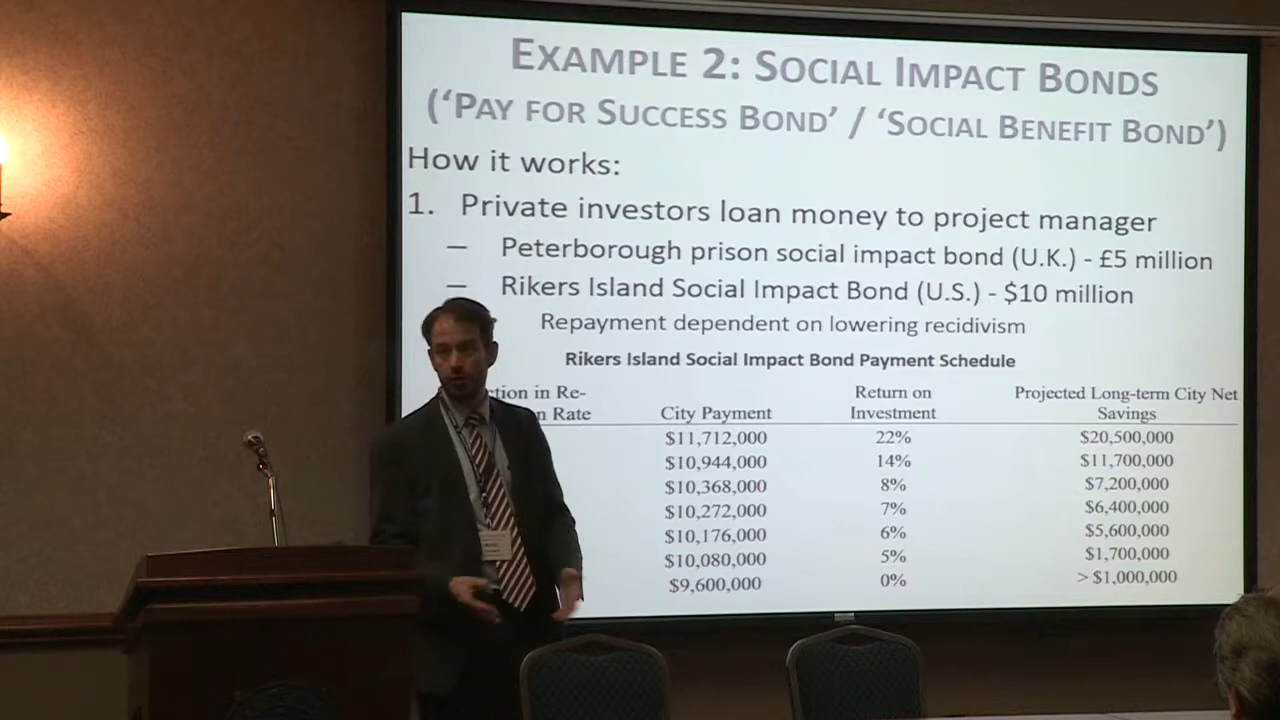 EXAMPLE 2: SOCIAL IMPACT BONDS
(‘PAY FOR SUCCESS BOND’ / ‘SOCIAL BENEFIT BOND’)
How it works:
1. Private investors loan money to project manager
– Peterborough prison social impact bond (U.K.) - £5 million
– Rikers Island Social Impact Bond (U.S.) - $10 million
Repayment dependent on lowering recidivism
Rikers Island Social Impact Bond Payment Schedule
ction in Re- Return on Projected Long-term City Net
n Rate City Payment Investment Savings
$11,712,000 22% $20,500,000
$10,944,000 14% $11,700,000
$10,368,000 8% $7,200,000
$10,272,000 7% $6,400,000
$10,176,000 6% $5,600,000
$10,080,000 5% $1,700,000
$9,600,000 0% > $1,000,000